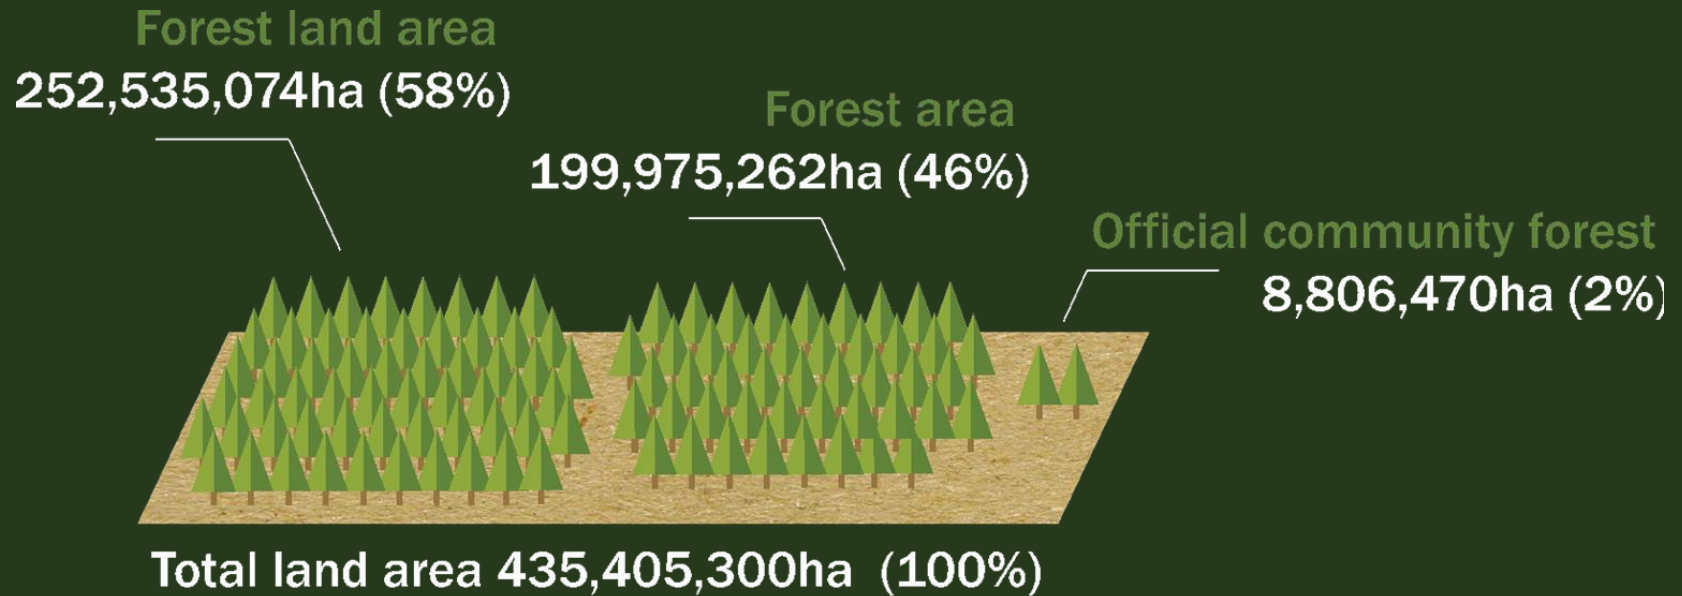 Forest land area
252,535,074ha (58%)
Forest area
199,975,262ha (46%)
Official community forest
8,806,470ha (2%)
Total land area 435,405,300ha (100%)